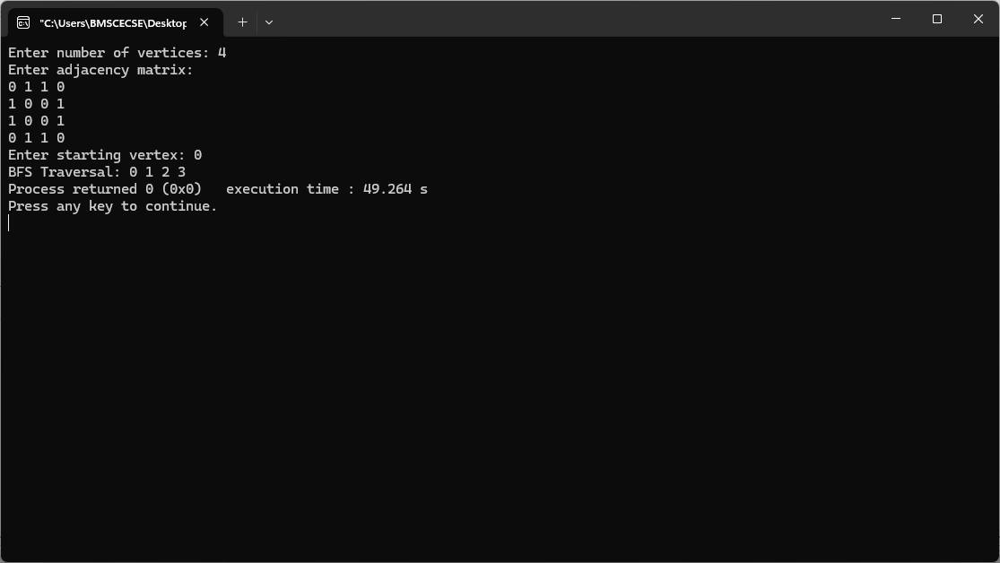 "C:\Users\BMSCECSE\Desktop
Enter number of vertices: 4
Enter adjacency matrix:
0 1 1 0
1 0 0 1
1 0 0 1
0 1 1 0
Enter starting vertex: 0
BFS Traversal: 0 1 2 3
Process returned 0 (0x0)   execution time : 49.264 s
Press any key to continue.